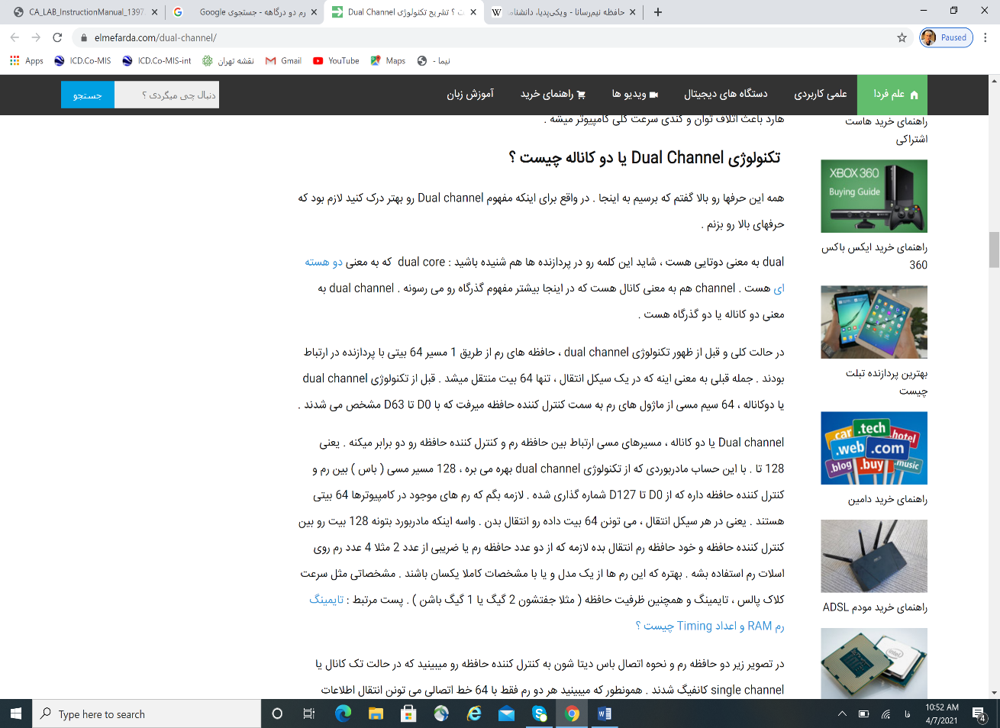 CA_LAB_InstructionManual_1397
رم دو درگاهه - جستجوی Google
ت ؟ تشریح تکنولوژی Dual Channel
حافظه نیم‌رسانا - ویکی‌پدیا، دانشنامه
elmefarda.com/dual-channel/
Paused
Apps
ICD.Co-MIS
ICD.Co-MIS-int
نقشه تهران
Gmail
YouTube
Maps
نیما -
علم فردا
علمی کاربردی
دستگاه های دیجیتال
ویدیو ها
راهنمای خرید
آموزش زبان
دنبال چی میگردی ؟
جستجو
هارد باعث اتلاف توان و کندی سرعت کلی کامپیوتر میشه .
تکنولوژی Dual Channel یا دو کاناله چیست ؟
همه این حرفها رو بالا گفتم که برسیم به اینجا . در واقع برای اینکه مفهوم Dual channel رو بهتر درک کنید لازم بود که
حرفهای بالا رو بزنم .
dual به معنی دوتایی هست ، شاید این کلمه رو در پردازنده ها هم شنیده باشید : dual core که به معنی دو هسته
ای هست . channel هم به معنی کانال هست که در اینجا بیشتر مفهوم گذرگاه رو می رسونه . dual channel به
معنی دو کاناله یا دو گذرگاه هست .
در حالت کلی و قبل از ظهور تکنولوژی dual channel ، حافظه های رم از طریق 1 مسیر 64 بیتی با پردازنده در ارتباط
بودند . جمله قبلی به معنی اینه که در یک سیکل انتقال ، تنها 64 بیت منتقل میشد . قبل از تکنولوژی dual channel
یا دوکاناله ، 64 سیم مسی از ماژول های رم به سمت کنترل کننده حافظه میرفت که با D0 تا D63 مشخص می شدند .
Dual channel یا دو کاناله ، مسیرهای مسی ارتباط بین حافظه رم و کنترل کننده حافظه رو دو برابر میکنه . یعنی
128 تا . با این حساب مادربوردی که از تکنولوژی dual channel بهره می بره ، 128 مسیر مسی ( باس ) بین رم و
کنترل کننده حافظه داره که از D0 تا D127 شماره گذاری شده . لازمه بگم که رم های موجود در کامپیوترها 64 بیتی
هستند . یعنی در هر سیکل انتقال ، می تونن 64 بیت داده رو انتقال بدن . واسه اینکه مادربورد بتونه 128 بیت رو بین
کنترل کننده حافظه و خود حافظه رم انتقال بده لازمه که از دو عدد حافظه رم یا ضریبی از عدد 2 مثلا 4 عدد رم روی
اسلات رم استفاده بشه . بهتره که این رم ها از یک مدل و یا با مشخصات کاملا یکسان باشند . مشخصاتی مثل سرعت
کلاک پالس ، تایمینگ و همچنین ظرفیت حافظه ( مثلا جفتشون 2 گیگ یا 1 گیگ باشن ) . پست مرتبط : تایمینگ
رم RAM و اعداد Timing چیست ؟
در تصویر زیر دو حافظه رم و نحوه اتصال باس دیتا شون به کنترل کننده حافظه رو میبینید که در حالت تک کانال یا
single channel کانفیگ شدند . همونطور که میبینید هر دو رم فقط با 64 خط اتصالی می تونن انتقال اطلاعات
راهنمای خرید هاست
اشتراکی
XBOX 360
Buying Guide
راهنمای خرید ایکس باکس
360
بهترین پردازنده تبلت
چیست
car
.tech
hotel
.web
.com
.blog
.buy
music
راهنمای خرید دامین
راهنمای خرید مودم ADSL
intel
Type here to search
فا
10:52 AM
4/7/2021
4